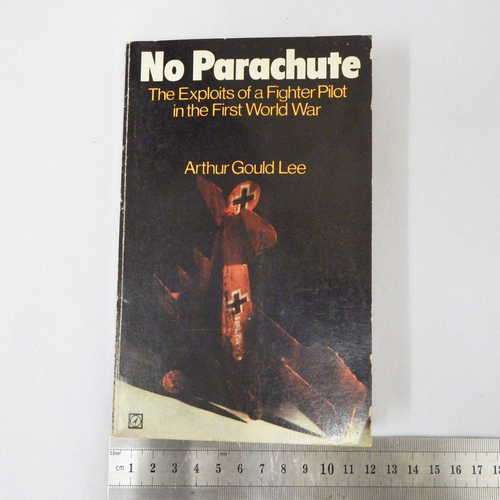 No Parachute
The Exploits of a Fighter Pilot
in the First World War
Arthur Gould Lee
cm 1 2 3 4 5 6 7 8 9 10 11 12 13 14 15 16 17 18